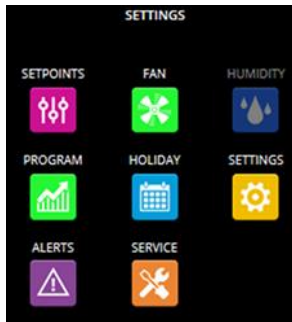 SETTINGS
SETPOINTS FAN HUMIDITY
PROGRAM HOLIDAY SETTINGS
ALERTS SERVICE